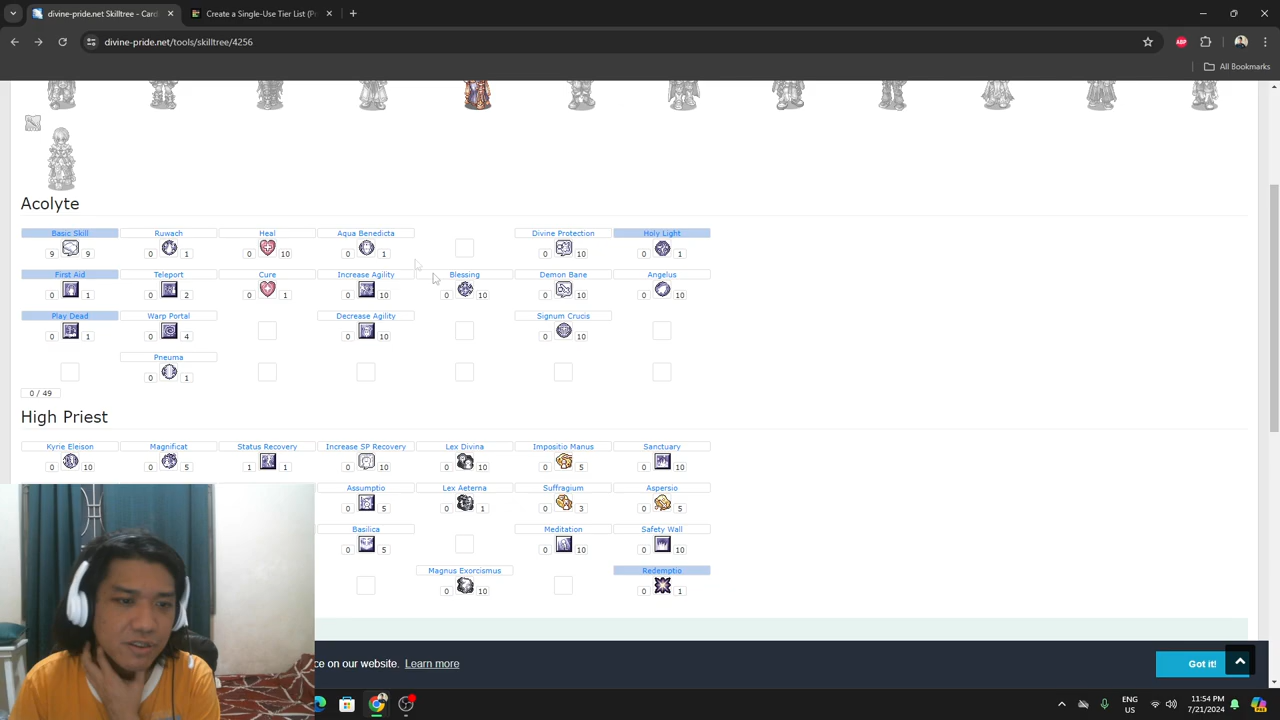 divine-pride.net Skilltree - Card
Create a Single-Use Tier List (P
divine-pride.net/tools/skilltree/4256
ABP
All Bookmarks
Acolyte
Basic Skill Ruwach Heal Aqua Benedicta Divine Protection Holy Light
9 9 0 1 0 10 0 1 0 10 0 1
First Aid Teleport Cure Increase Agility Blessing Demon Bane Angelus
0 1 0 2 0 1 0 10 0 10 0 10 0 10
Play Dead Warp Portal Decrease Agility Signum Crucis
0 1 0 4 0 10 0 10
Pneuma
0 1
0 / 49
High Priest
Kyrie Eleison Magnificat Status Recovery Increase SP Recovery Lex Divina Impositio Manus Sanctuary
0 10 0 5 1 1 0 10 0 10 0 5 0 10
Assumptio Lex Aeterna Suffragium Aspersio
0 5 0 1 0 3 0 5
Basilica Meditation Safety Wall
0 5 0 10 0 10
Magnus Exorcismus Redemptio
0 10 0 1
ce on our website. Learn more
Got it!
ENG
US
11:54 PM
7/21/2024